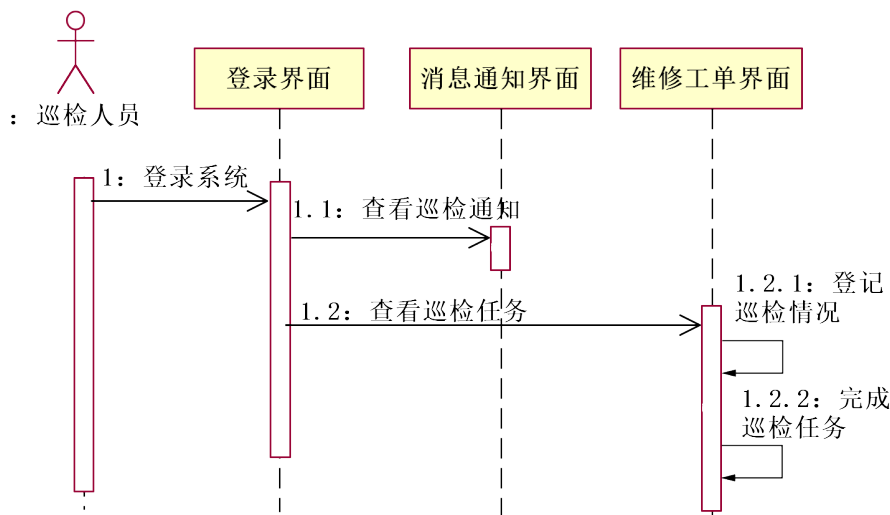 登录界面
消息通知界面
维修工单界面
：巡检人员
1：登录系统
1.1：查看巡检通知
1.2：查看巡检任务
1.2.1：登记
巡检情况
1.2.2：完成
巡检任务